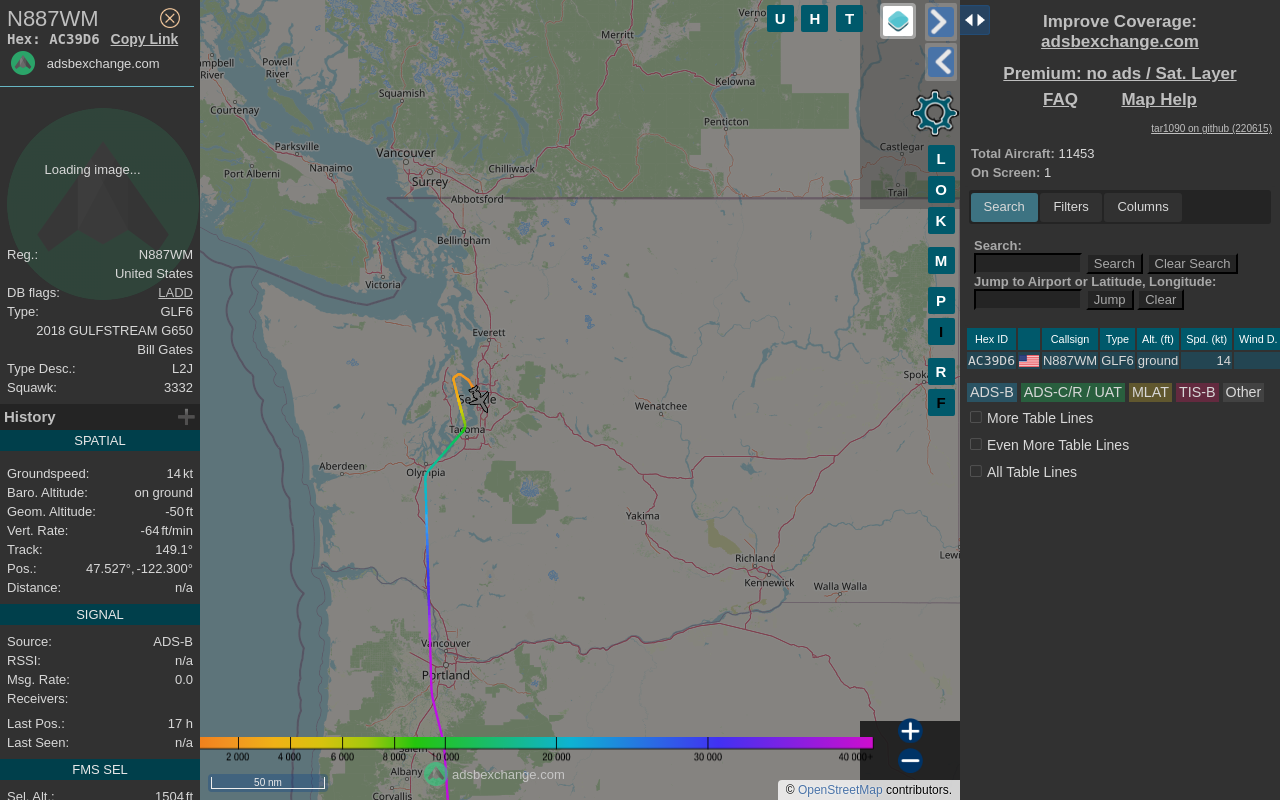 N887WM
Hex: AC39D6 Copy Link
adsbexchange.com
Loading image...
Reg.: N887WM
United States
DB flags: LADD
Type: GLF6
2018 GULFSTREAM G650
Bill Gates
Type Desc.: L2J
Squawk: 3332
History
SPATIAL
Groundspeed: 14 kt
Baro. Altitude: on ground
Geom. Altitude: -50 ft
Vert. Rate: -64 ft/min
Track: 149.1°
Pos.: 47.527°, -122.300°
Distance: n/a
SIGNAL
Source: ADS-B
RSSI: n/a
Msg. Rate: 0.0
Receivers:
Last Pos.: 17 h
Last Seen: n/a
FMS SEL
Sel. Alt.: 1504 ft
U H T
Merritt
Powell
River
River
Squamish
Kelowna
Courtenay
Penticton
Parksville
Vancouver
Nanaimo
Castlegar
Port Alberni
Chilliwack
Surrey
Trail
Abbotsford
Bellingham
Victoria
Everett
Wenatchee
Tacoma
Aberdeen
Olympia
Yakima
Richland
Kennewick
Walla Walla
Vancouver
Portland
Albany
Corvallis
L
O
K
M
P
I
R
F
2 000 4 000 6 000 8 000 10 000 20 000 30 000 40 000+
adsbexchange.com
50 nm
© OpenStreetMap contributors.
Improve Coverage:
adsbexchange.com
Premium: no ads / Sat. Layer
FAQ Map Help
tar1090 on github (220615)
Total Aircraft: 11453
On Screen: 1
Search Filters Columns
Search:
Search Clear Search
Jump to Airport or Latitude, Longitude:
Jump Clear
Hex ID Callsign Type Alt. (ft) Spd. (kt) Wind D.
AC39D6 N887WM GLF6 ground 14
ADS-B ADS-C/R / UAT MLAT TIS-B Other
More Table Lines
Even More Table Lines
All Table Lines